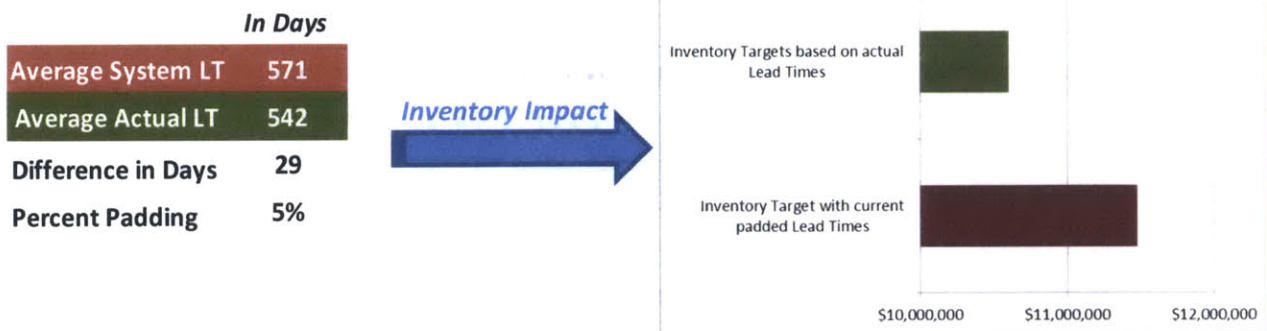 In Days
Average System LT 571
Average Actual LT 542
Difference in Days 29
Percent Padding 5%
Inventory Impact
Inventory Targets based on actual
Lead Times
Inventory Target with current
padded Lead Times
$10,000,000 $11,000,000 $12,000,000